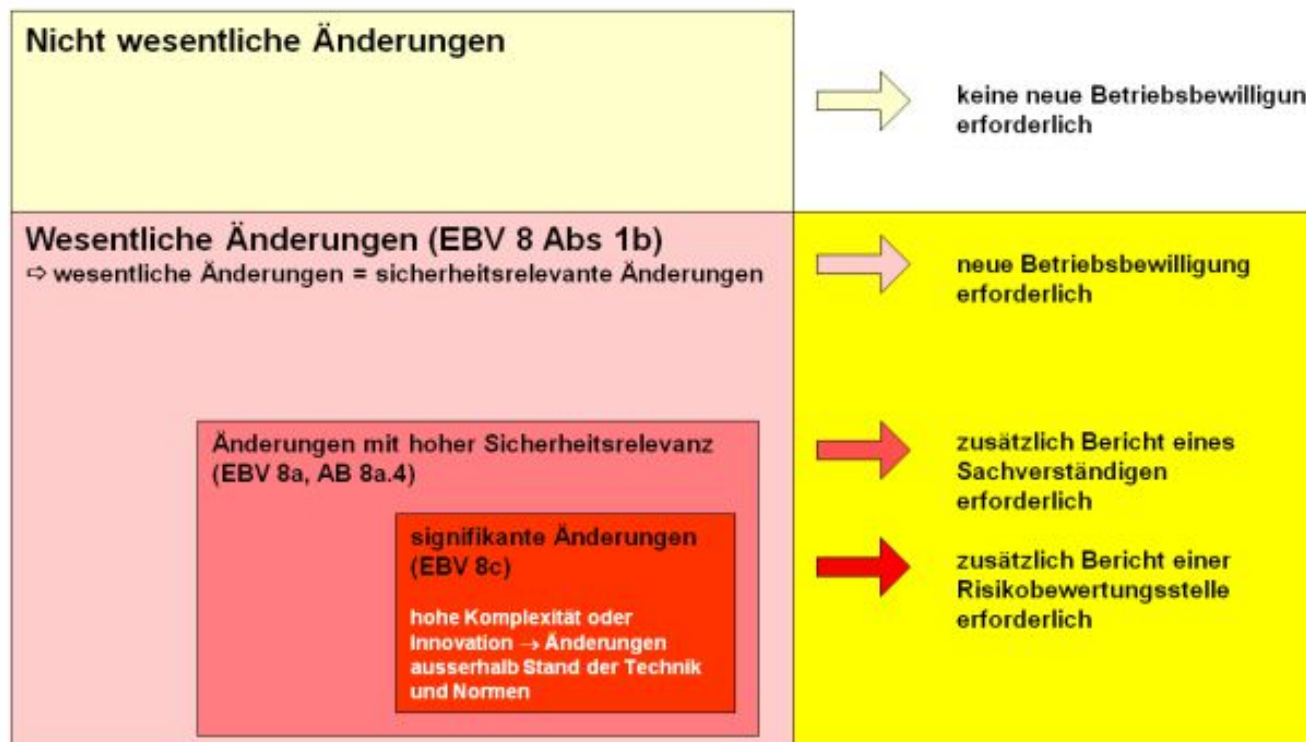 Nicht wesentliche Änderungen
keine neue Betriebsbewilligun
erforderlich
Wesentliche Änderungen (EBV 8 Abs 1b)
⇨ wesentliche Änderungen = sicherheitsrelevante Änderungen
neue Betriebsbewilligung
erforderlich
Änderungen mit hoher Sicherheitsrelevanz
(EBV 8a, AB 8a.4)
zusätzlich Bericht eines
Sachverständigen
erforderlich
signifikante Änderungen
(EBV 8c)
hohe Komplexität oder
Innovation → Änderungen
ausserhalb Stand der Technik
und Normen
zusätzlich Bericht einer
Risikobewertungsstelle
erforderlich